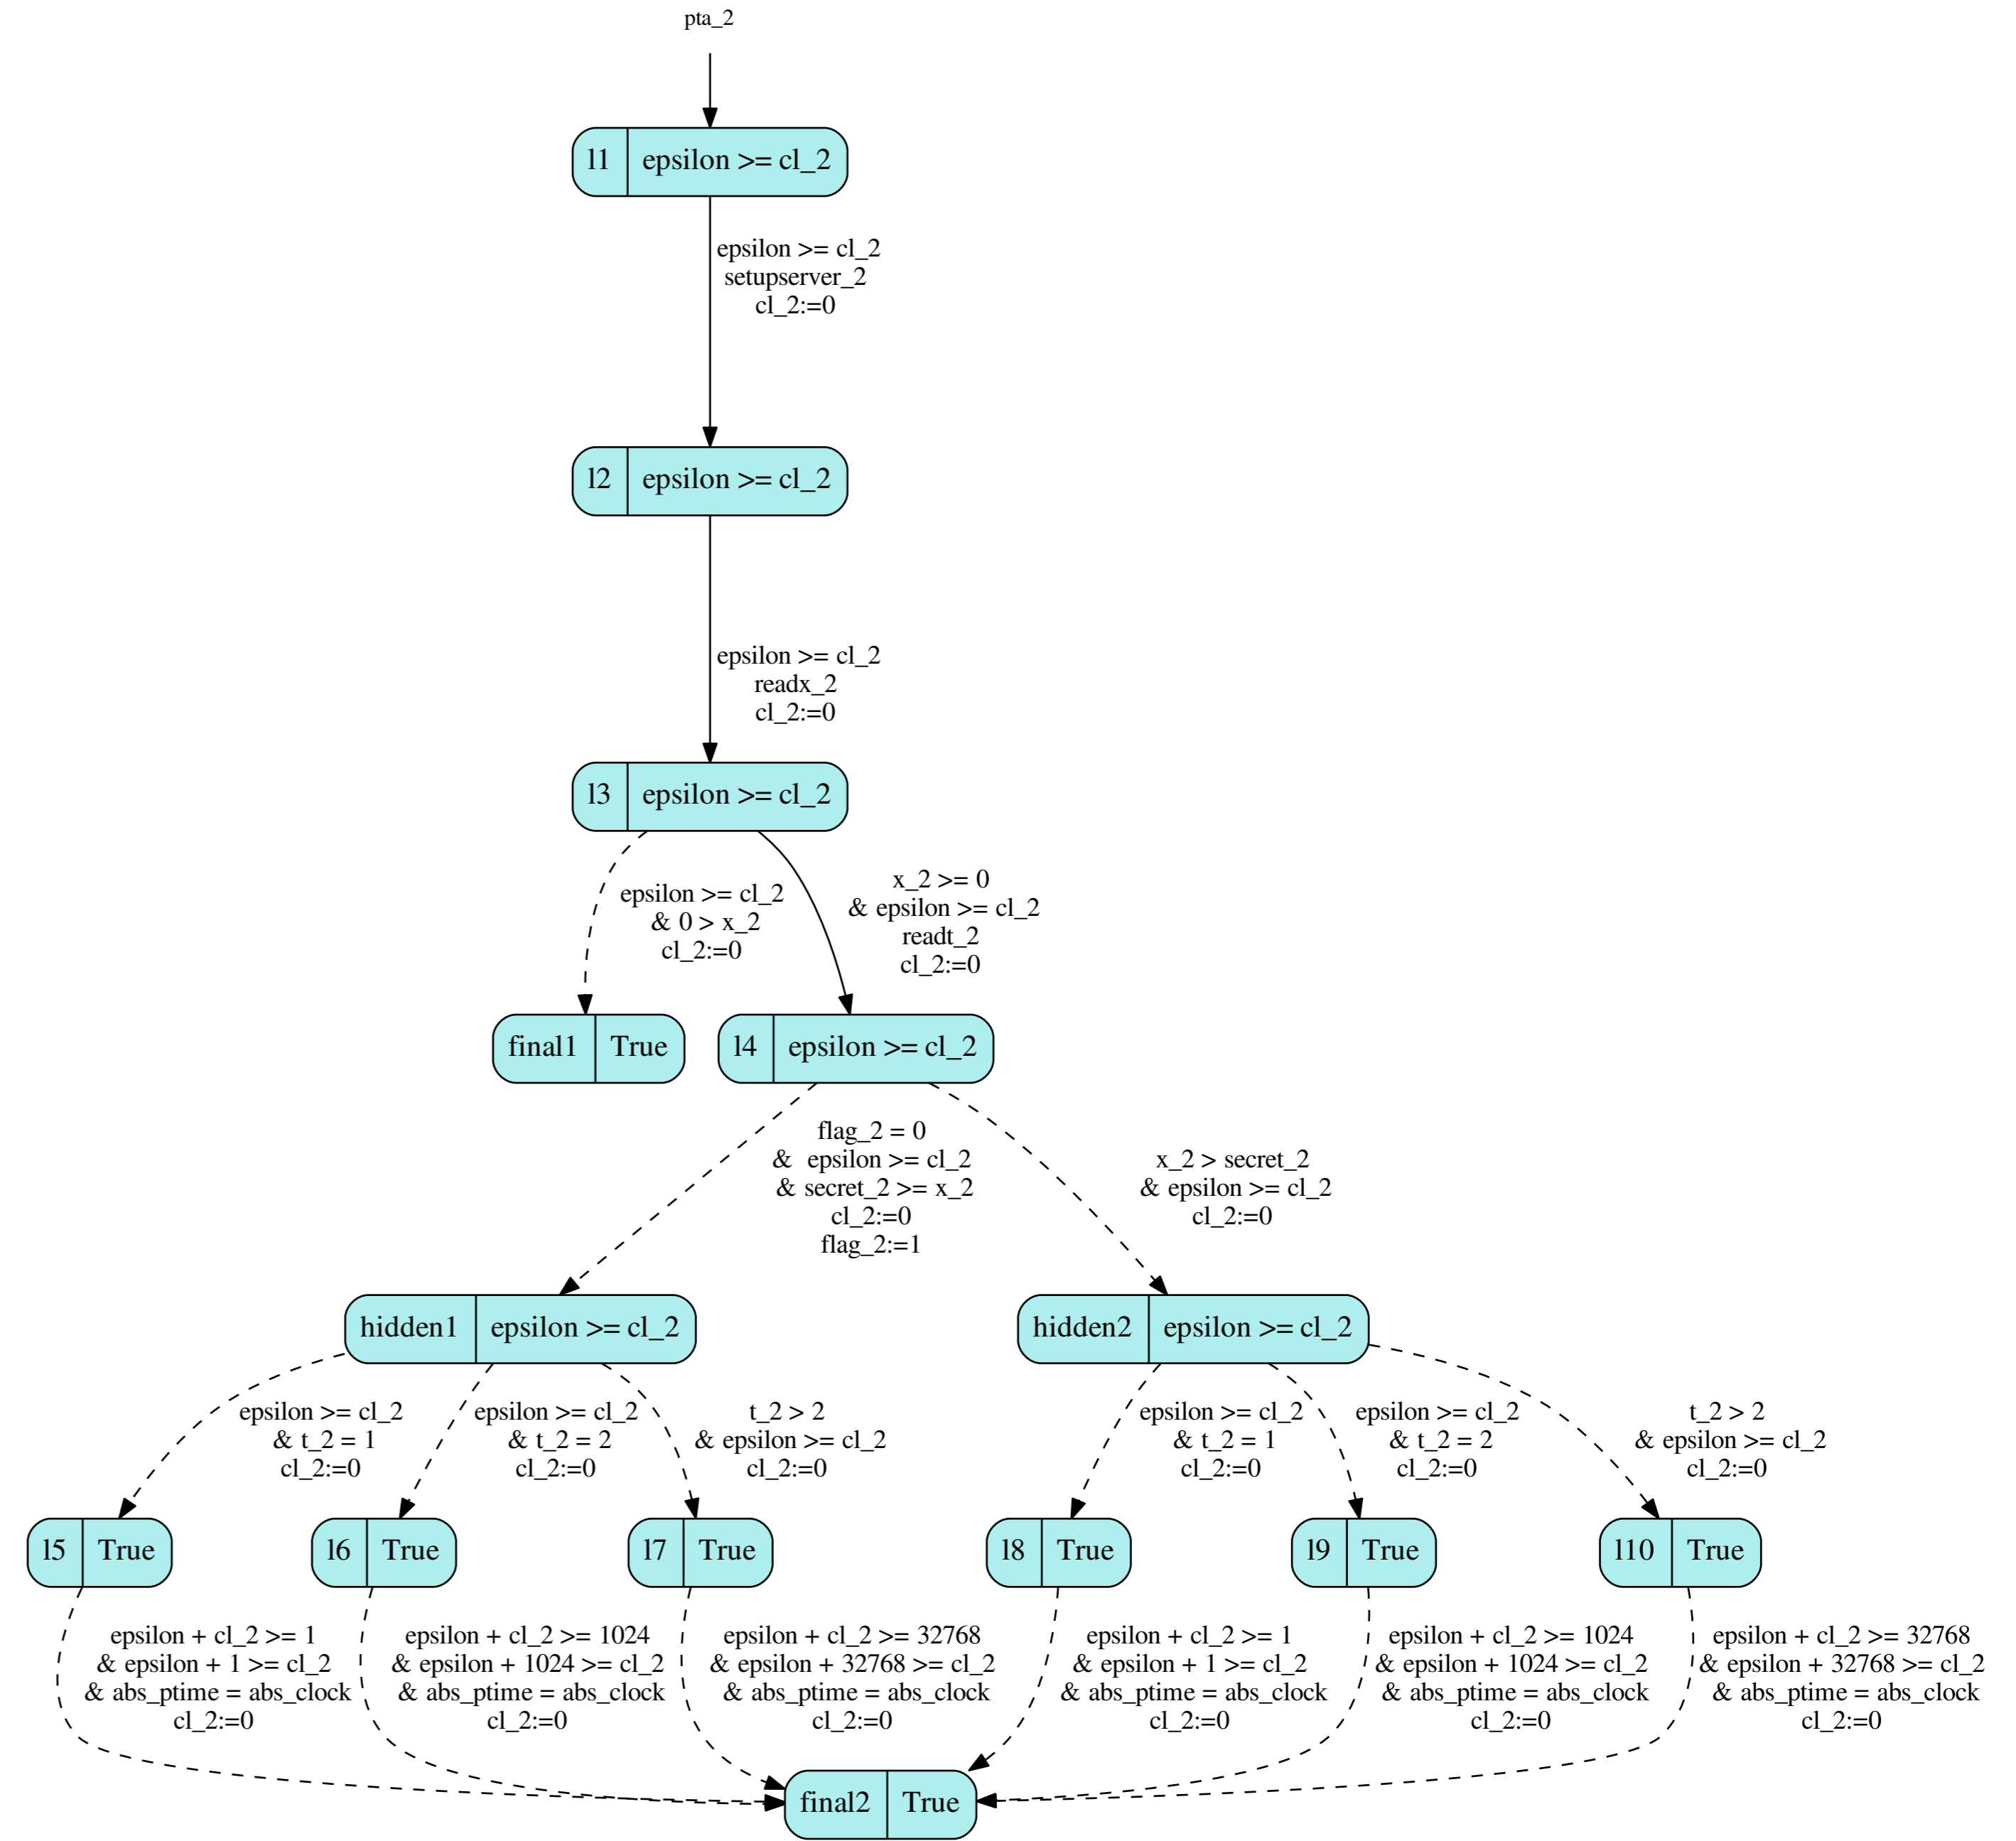 pta_2
l1
epsilon >= cl_2
epsilon >= cl_2
setupserver_2
cl_2:=0
l2
epsilon >= cl_2
epsilon >= cl_2
readx_2
cl_2:=0
l3
epsilon >= cl_2
epsilon >= cl_2
& 0 > x_2
cl_2:=0
x_2 >= 0
& epsilon >= cl_2
readt_2
cl_2:=0
final1
True
l4
epsilon >= cl_2
flag_2 = 0
& epsilon >= cl_2
& secret_2 >= x_2
cl_2:=0
flag_2:=1
x_2 > secret_2
& epsilon >= cl_2
cl_2:=0
hidden1
epsilon >= cl_2
hidden2
epsilon >= cl_2
epsilon >= cl_2
& t_2 = 1
cl_2:=0
epsilon >= cl_2
& t_2 = 2
cl_2:=0
t_2 > 2
& epsilon >= cl_2
cl_2:=0
epsilon >= cl_2
& t_2 = 1
cl_2:=0
epsilon >= cl_2
& t_2 = 2
cl_2:=0
t_2 > 2
& epsilon >= cl_2
cl_2:=0
l5
True
l6
True
l7
True
l8
True
l9
True
l10
True
epsilon + cl_2 >= 1
& epsilon + 1 >= cl_2
& abs_ptime = abs_clock
cl_2:=0
epsilon + cl_2 >= 1024
& epsilon + 1024 >= cl_2
& abs_ptime = abs_clock
cl_2:=0
epsilon + cl_2 >= 32768
& epsilon + 32768 >= cl_2
& abs_ptime = abs_clock
cl_2:=0
epsilon + cl_2 >= 1
& epsilon + 1 >= cl_2
& abs_ptime = abs_clock
cl_2:=0
epsilon + cl_2 >= 1024
& epsilon + 1024 >= cl_2
& abs_ptime = abs_clock
cl_2:=0
epsilon + cl_2 >= 32768
& epsilon + 32768 >= cl_2
& abs_ptime = abs_clock
cl_2:=0
final2
True